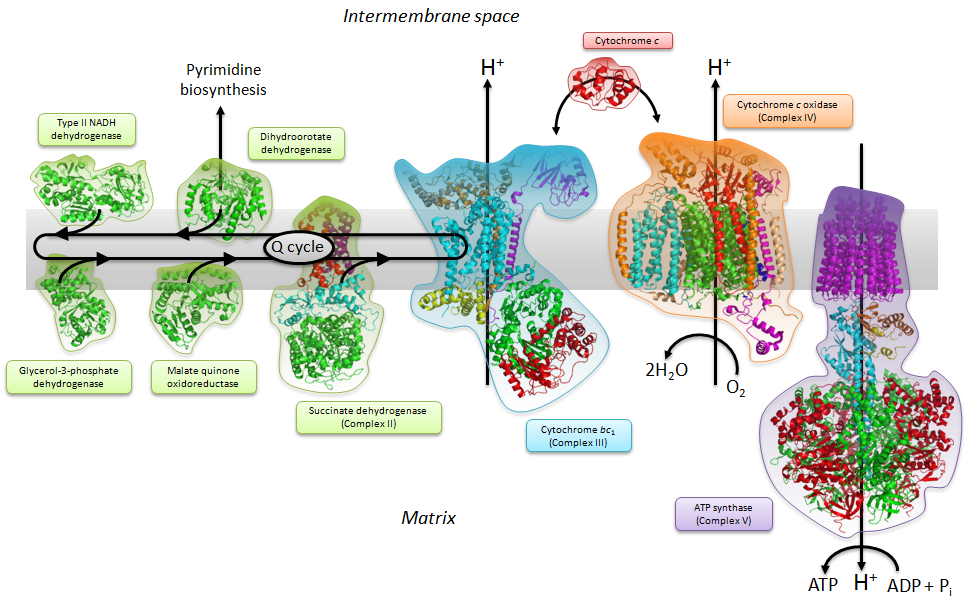 Intermembrane space
Cytochrome c
H⁺
H⁺
Pyrimidine
biosynthesis
Cytochrome c oxidase
(Complex IV)
Type II NADH
dehydrogenase
Dihydroorotate
dehydrogenase
Q cycle
Glycerol-3-phosphate
dehydrogenase
Malate quinone
oxidoreductase
2H₂O
O₂
Succinate dehydrogenase
(Complex II)
Cytochrome bc₁
(Complex III)
Matrix
ATP synthase
(Complex V)
ATP
H⁺
ADP + Pᵢ